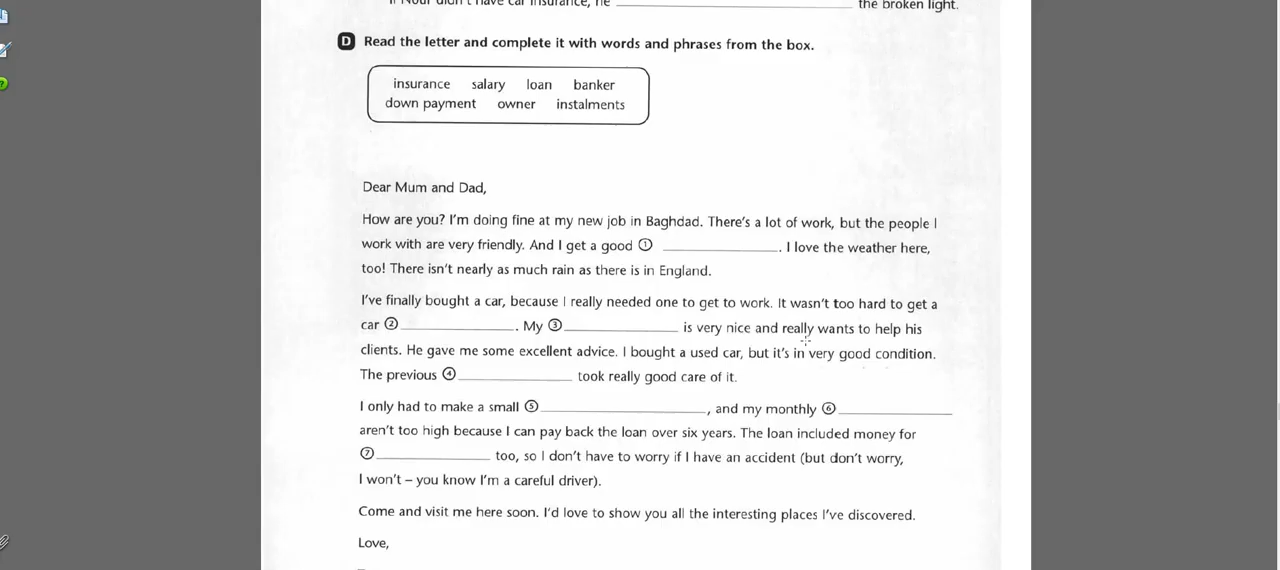 If Nour didn't have car insurance, he ____________ the broken light.
D Read the letter and complete it with words and phrases from the box.
insurance salary loan banker
down payment owner instalments
Dear Mum and Dad,
How are you? I'm doing fine at my new job in Baghdad. There's a lot of work, but the people I
work with are very friendly. And I get a good ① ____________. I love the weather here,
too! There isn't nearly as much rain as there is in England.
I've finally bought a car, because I really needed one to get to work. It wasn't too hard to get a
car ② ____________. My ③ ____________ is very nice and really wants to help his
clients. He gave me some excellent advice. I bought a used car, but it's in very good condition.
The previous ④ ____________ took really good care of it.
I only had to make a small ⑤ ____________, and my monthly ⑥ ____________
aren't too high because I can pay back the loan over six years. The loan included money for
⑦ ____________ too, so I don't have to worry if I have an accident (but don't worry,
I won't – you know I'm a careful driver).
Come and visit me here soon. I'd love to show you all the interesting places I've discovered.
Love,